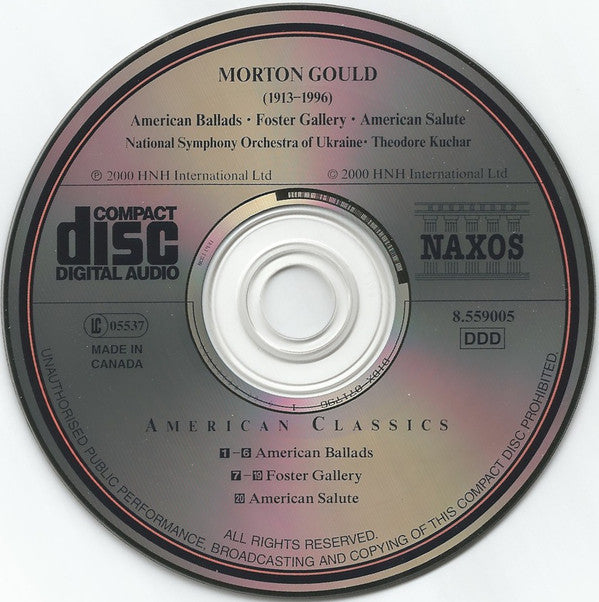 MORTON GOULD
(1913–1996)
American Ballads · Foster Gallery · American Salute
National Symphony Orchestra of Ukraine · Theodore Kuchar
℗ 2000 HNH International Ltd
© 2000 HNH International Ltd
COMPACT
disc
DIGITAL AUDIO
NAXOS
LC 05537
8.559005
DDD
MADE IN
CANADA
AMERICAN CLASSICS
1–6 American Ballads
7–19 Foster Gallery
20 American Salute
ALL RIGHTS RESERVED.
UNAUTHORISED PUBLIC PERFORMANCE, BROADCASTING AND COPYING OF THIS COMPACT DISC PROHIBITED.